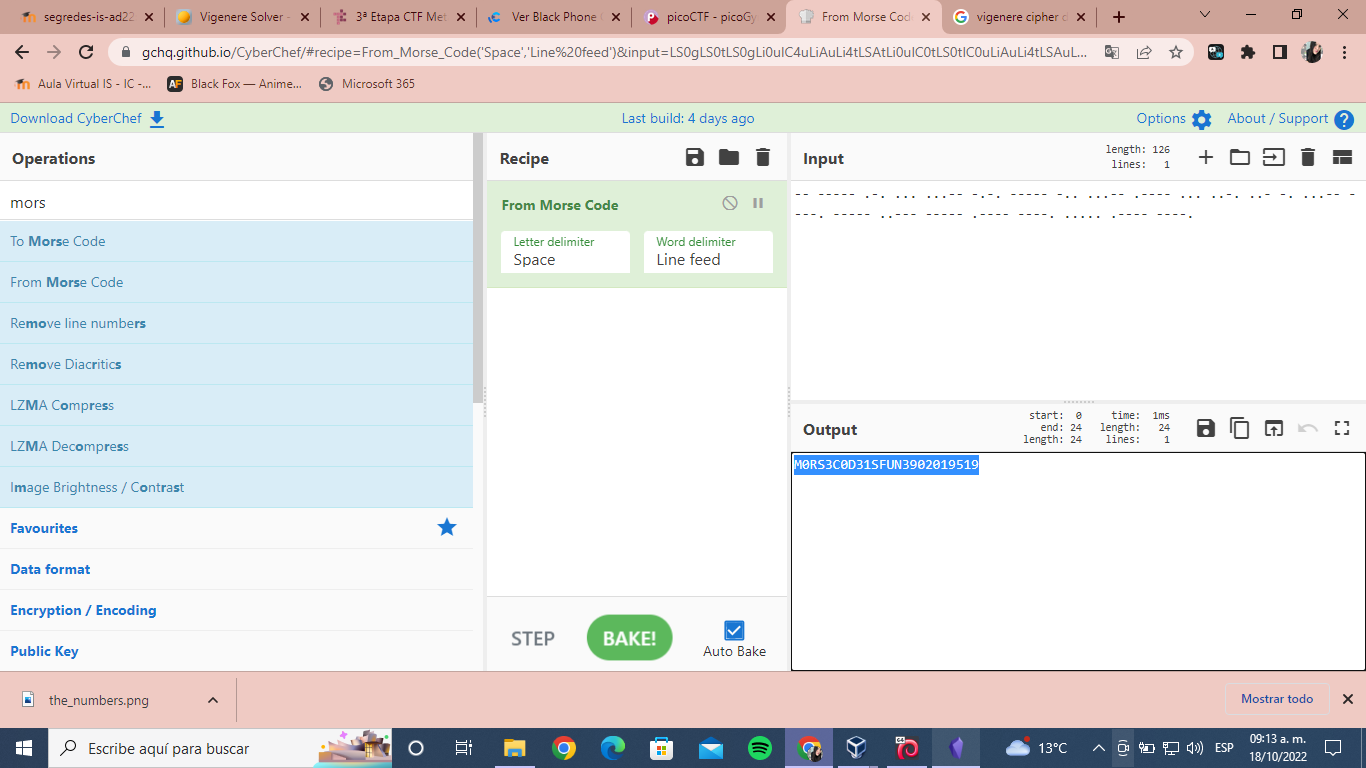 segredes-is-ad22
Vigenere Solver -
3ª Etapa CTF Met
Ver Black Phone
picoCTF - picoGy
From Morse Code
vigenere cipher d
gchq.github.io/CyberChef/#recipe=From_Morse_Code('Space','Line%20feed')&input=LS0gLS0tLS0gLi0uIC4uLiAuLi4tLSAtLi0uIC0tLS0tIC0uLiAuLi4tLSAuL...
Aula Virtual IS - IC -...
AF Black Fox — Anime...
Microsoft 365
Download CyberChef
Last build: 4 days ago
Options
About / Support
Operations
mors
To Morse Code
From Morse Code
Remove line numbers
Remove Diacritics
LZMA Compress
LZMA Decompress
Image Brightness / Contrast
Favourites
Data format
Encryption / Encoding
Public Key
Recipe
From Morse Code
Letter delimiter
Space
Word delimiter
Line feed
STEP
BAKE!
Auto Bake
Input
length: 126
lines: 1
-- ----- .-. ... ...-- -.-. ----- -.. ...-- .---- ... ..-. ..- -. ...-- -
---. ----- ..--- ----- .---- ----. ..... .---- ----.
Output
start: 0
end: 24
length: 24
time: 1ms
length: 24
lines: 1
M0RS3C0D31SFUN3902019519
the_numbers.png
Mostrar todo
Escribe aquí para buscar
13°C
ESP
09:13 a. m.
18/10/2022